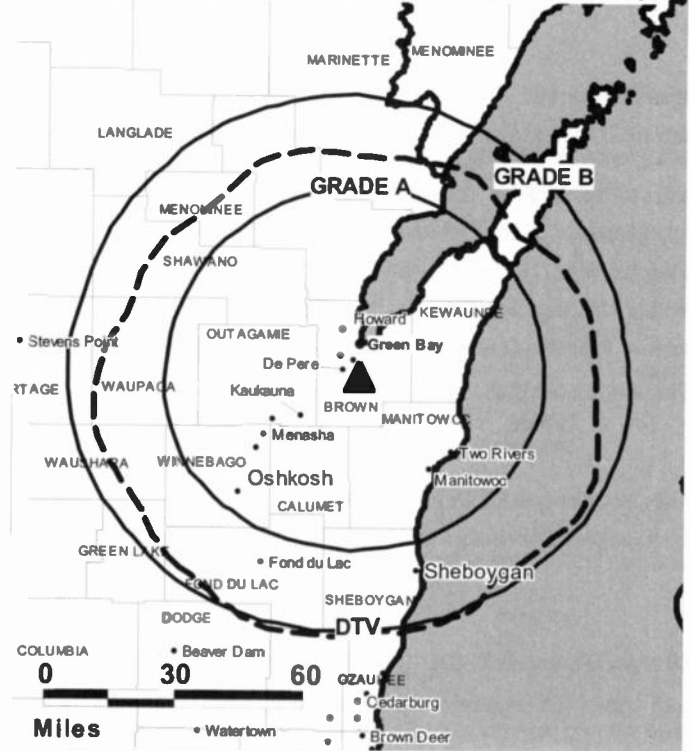 MENOMINEE
MARINETTE
LANGLADE
GRADE B
GRADE A
MENOMINEE
SHAWANO
KEWAUNEE
Howard
OUTAGAMIE
Stevens Point
Green Bay
De Pere
RTAGE
WAUPACA
Kaukauna
BROWN
MANITOWOC
Menasha
Two Rivers
WAUSHARA
WINNEBAGO
Oshkosh
Manitowoc
CALUMET
GREEN LAKE
Fond du Lac
Sheboygan
FOND DU LAC
SHEBOYGAN
DODGE
DTV
COLUMBIA
Beaver Dam
0 30 60
OZAUKEE
Cedarburg
Miles
Watertown
Brown Deer